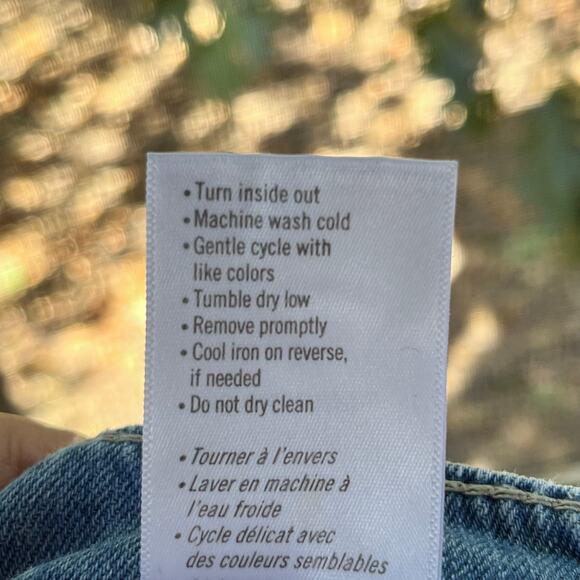 • Turn inside out
• Machine wash cold
• Gentle cycle with
like colors
• Tumble dry low
• Remove promptly
• Cool iron on reverse,
if needed
• Do not dry clean
• Tourner à l'envers
• Laver en machine à
l'eau froide
• Cycle délicat avec
des couleurs semblables